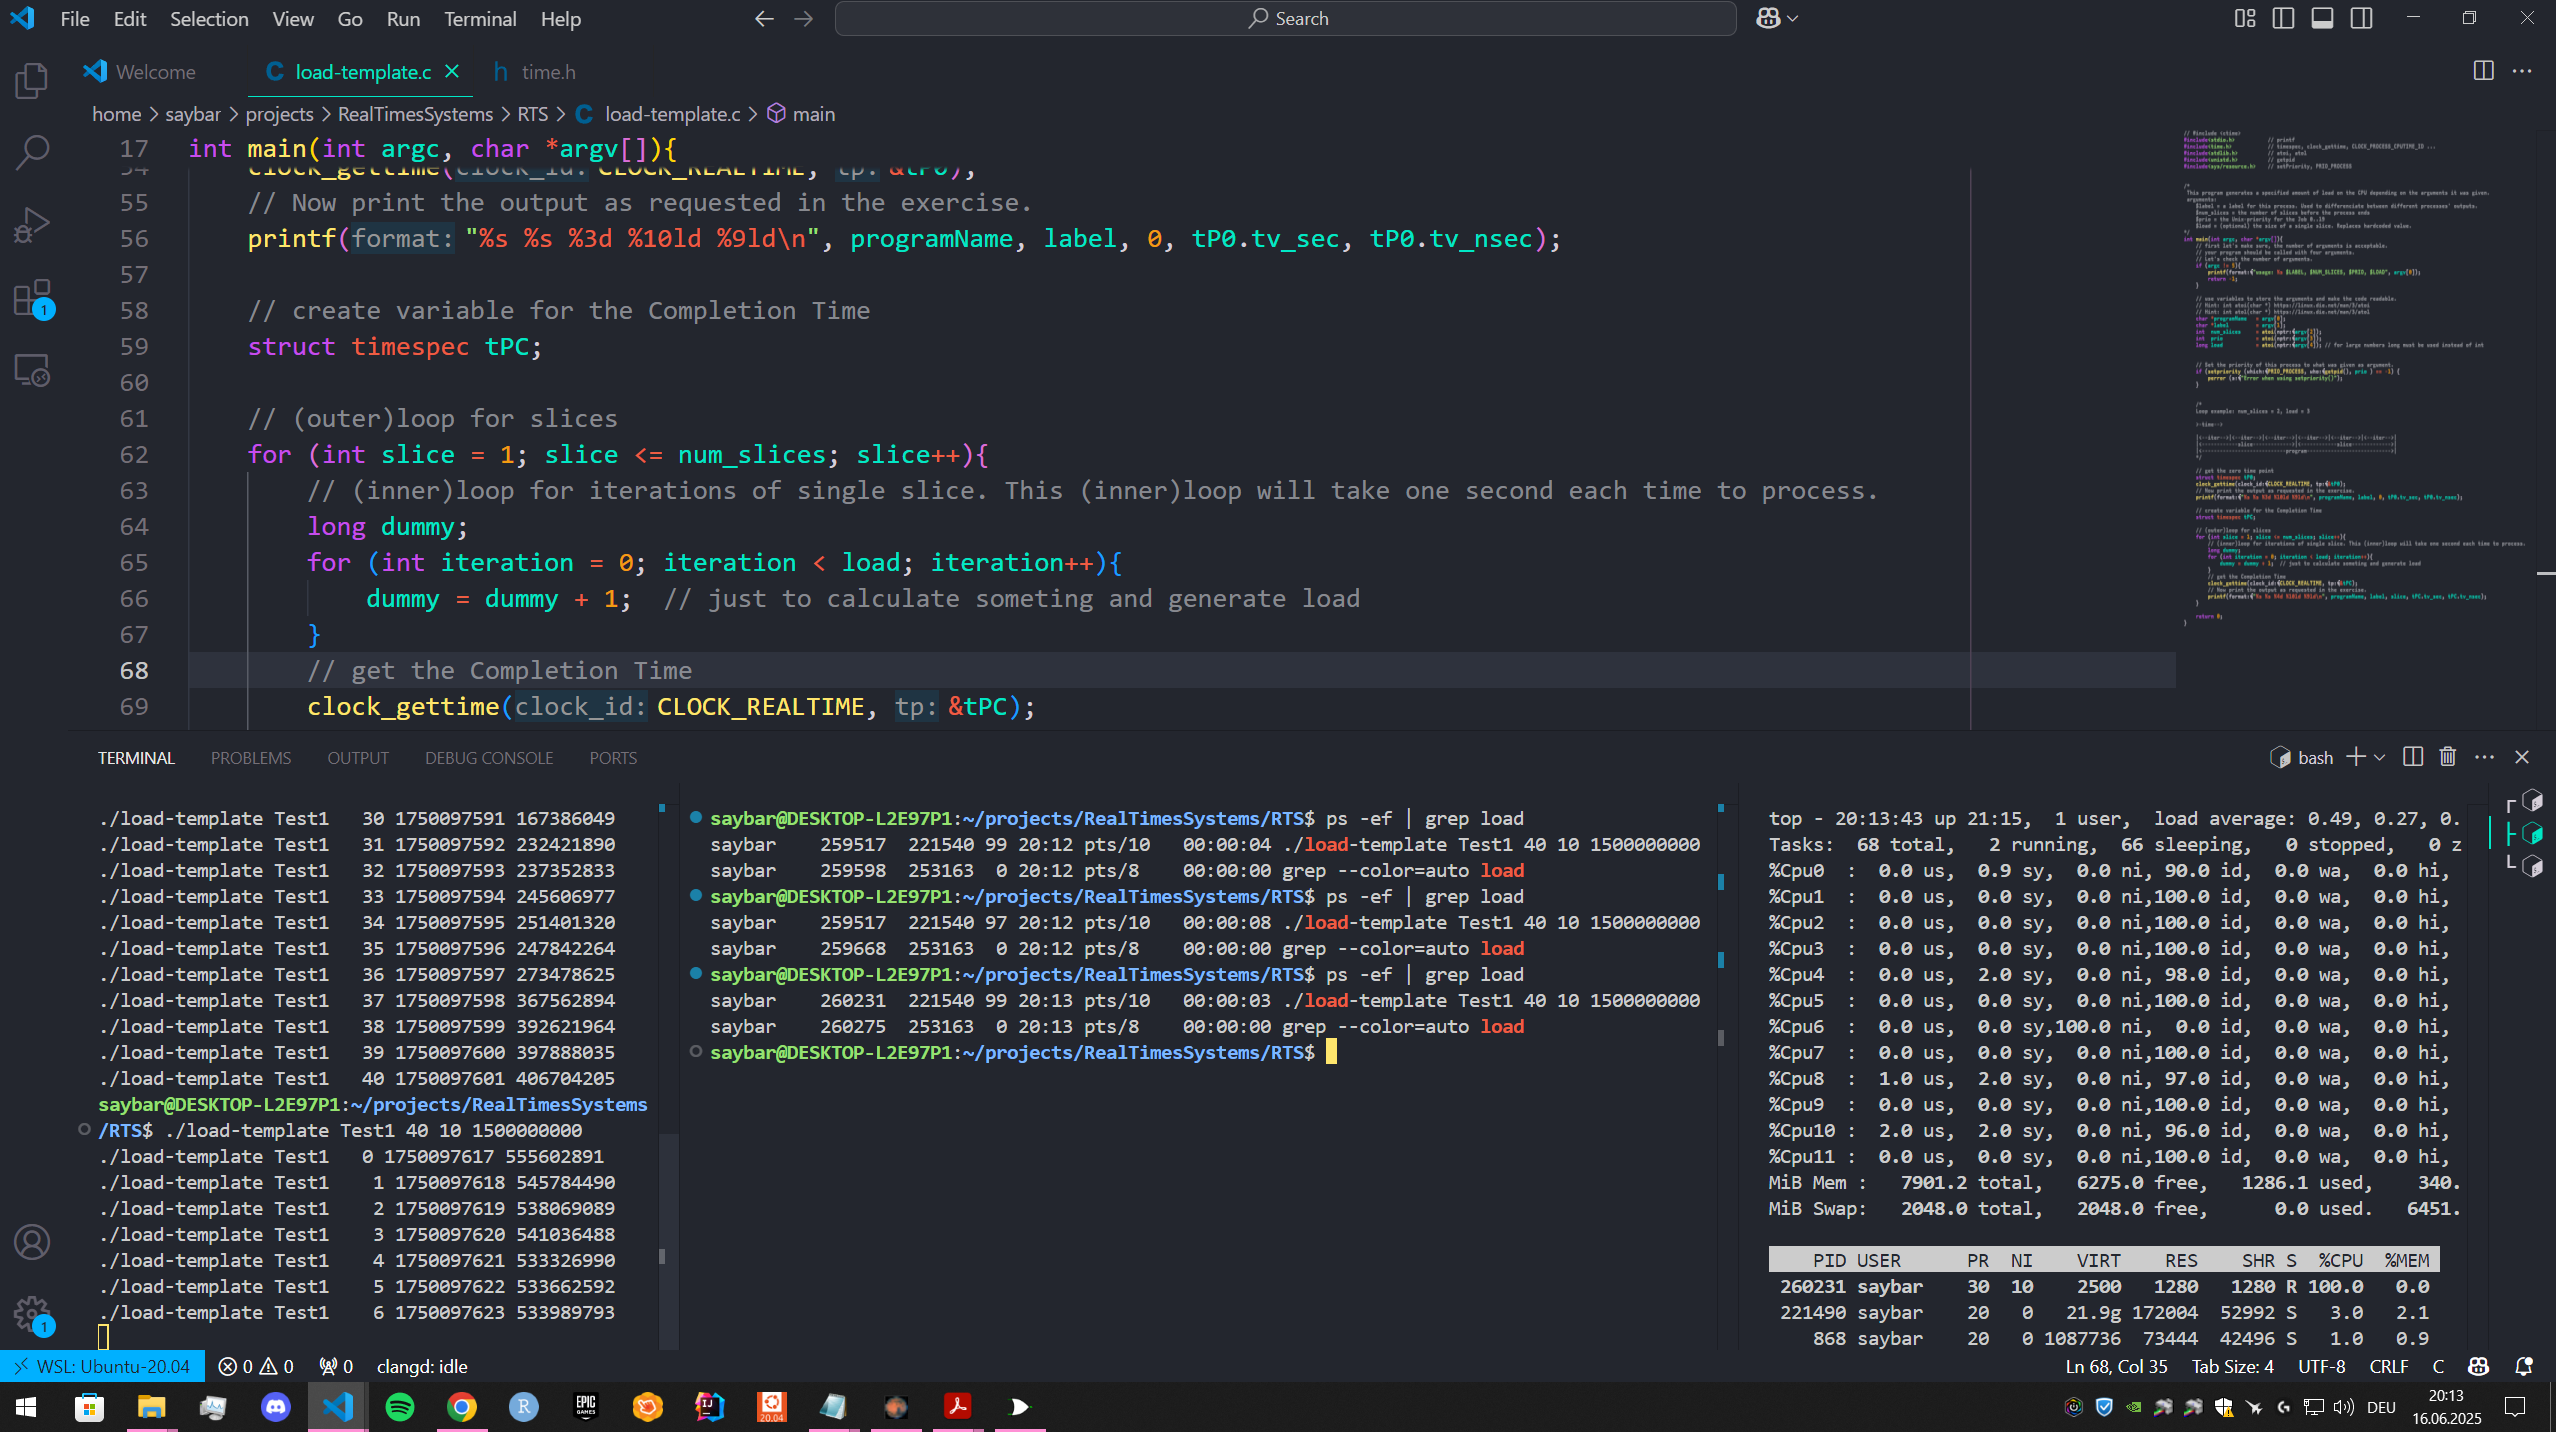 File Edit Selection View Go Run Terminal Help
Search
Welcome
load-template.c
time.h
home > saybar > projects > RealTimesSystems > RTS > C load-template.c > main
17 int main(int argc, char *argv[]){
54 clock_gettime(clock_id: CLOCK_REALTIME, tp: &tP0);
55 // Now print the output as requested in the exercise.
56 printf(format: "%s %s %3d %10ld %9ld\n", programName, label, 0, tP0.tv_sec, tP0.tv_nsec);
57
58 // create variable for the Completion Time
59 struct timespec tPC;
60
61 // (outer)loop for slices
62 for (int slice = 1; slice <= num_slices; slice++){
63 // (inner)loop for iterations of single slice. This (inner)loop will take one second each time to process.
64 long dummy;
65 for (int iteration = 0; iteration < load; iteration++){
66 dummy = dummy + 1; // just to calculate someting and generate load
67 }
68 // get the Completion Time
69 clock_gettime(clock_id: CLOCK_REALTIME, tp: &tPC);
TERMINAL PROBLEMS OUTPUT DEBUG CONSOLE PORTS
bash
./load-template Test1 30 1750097591 167386049
./load-template Test1 31 1750097592 232421890
./load-template Test1 32 1750097593 237352833
./load-template Test1 33 1750097594 245606977
./load-template Test1 34 1750097595 251401320
./load-template Test1 35 1750097596 247842264
./load-template Test1 36 1750097597 273478625
./load-template Test1 37 1750097598 367562894
./load-template Test1 38 1750097599 392621964
./load-template Test1 39 1750097600 397888035
./load-template Test1 40 1750097601 406704205
saybar@DESKTOP-L2E97P1:~/projects/RealTimesSystems
/RTS$ ./load-template Test1 40 10 1500000000
./load-template Test1 0 1750097617 555602891
./load-template Test1 1 1750097618 545784490
./load-template Test1 2 1750097619 538069089
./load-template Test1 3 1750097620 541036488
./load-template Test1 4 1750097621 533326990
./load-template Test1 5 1750097622 533662592
./load-template Test1 6 1750097623 533989793
saybar@DESKTOP-L2E97P1:~/projects/RealTimesSystems/RTS$ ps -ef | grep load
saybar 259517 221540 99 20:12 pts/10 00:00:04 ./load-template Test1 40 10 1500000000
saybar 259598 253163 0 20:12 pts/8 00:00:00 grep --color=auto load
saybar@DESKTOP-L2E97P1:~/projects/RealTimesSystems/RTS$ ps -ef | grep load
saybar 259517 221540 97 20:12 pts/10 00:00:08 ./load-template Test1 40 10 1500000000
saybar 259668 253163 0 20:12 pts/8 00:00:00 grep --color=auto load
saybar@DESKTOP-L2E97P1:~/projects/RealTimesSystems/RTS$ ps -ef | grep load
saybar 260231 221540 99 20:13 pts/10 00:00:03 ./load-template Test1 40 10 1500000000
saybar 260275 253163 0 20:13 pts/8 00:00:00 grep --color=auto load
saybar@DESKTOP-L2E97P1:~/projects/RealTimesSystems/RTS$
top - 20:13:43 up 21:15, 1 user, load average: 0.49, 0.27, 0.
Tasks: 68 total, 2 running, 66 sleeping, 0 stopped, 0 z
%Cpu0 : 0.0 us, 0.9 sy, 0.0 ni, 90.0 id, 0.0 wa, 0.0 hi,
%Cpu1 : 0.0 us, 0.0 sy, 0.0 ni,100.0 id, 0.0 wa, 0.0 hi,
%Cpu2 : 0.0 us, 0.0 sy, 0.0 ni,100.0 id, 0.0 wa, 0.0 hi,
%Cpu3 : 0.0 us, 0.0 sy, 0.0 ni,100.0 id, 0.0 wa, 0.0 hi,
%Cpu4 : 0.0 us, 2.0 sy, 0.0 ni, 98.0 id, 0.0 wa, 0.0 hi,
%Cpu5 : 0.0 us, 0.0 sy, 0.0 ni,100.0 id, 0.0 wa, 0.0 hi,
%Cpu6 : 0.0 us, 0.0 sy,100.0 ni, 0.0 id, 0.0 wa, 0.0 hi,
%Cpu7 : 0.0 us, 0.0 sy, 0.0 ni,100.0 id, 0.0 wa, 0.0 hi,
%Cpu8 : 1.0 us, 2.0 sy, 0.0 ni, 97.0 id, 0.0 wa, 0.0 hi,
%Cpu9 : 0.0 us, 0.0 sy, 0.0 ni,100.0 id, 0.0 wa, 0.0 hi,
%Cpu10 : 2.0 us, 2.0 sy, 0.0 ni, 96.0 id, 0.0 wa, 0.0 hi,
%Cpu11 : 0.0 us, 0.0 sy, 0.0 ni,100.0 id, 0.0 wa, 0.0 hi,
MiB Mem : 7901.2 total, 6275.0 free, 1286.1 used, 340.
MiB Swap: 2048.0 total, 2048.0 free, 0.0 used. 6451.
PID USER PR NI VIRT RES SHR S %CPU %MEM
260231 saybar 30 10 2500 1280 1280 R 100.0 0.0
221490 saybar 20 0 21.9g 172004 52992 S 3.0 2.1
868 saybar 20 0 1087736 73444 42496 S 1.0 0.9
WSL: Ubuntu-20.04 0 0 0 clangd: idle
Ln 68, Col 35 Tab Size: 4 UTF-8 CRLF C
DEU
20:13
16.06.2025